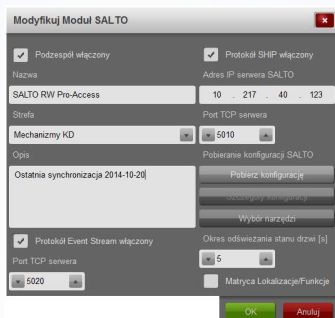 Modyfikuj Moduł SALTO
Podzespół włączony
Protokół SHIP włączony
Nazwa
Adres IP serwera SALTO
SALTO RW Pro-Access
10 . 217 . 40 . 123
Strefa
Port TCP serwera
Mechanizmy KD
5010
Opis
Pobieranie konfiguracji SALTO
Ostatnia synchronizacja 2014-10-20
Pobierz konfigurację
Szczegóły konfiguracji
Wybór narzędzi
Protokół Event Stream włączony
Okres odświeżania stanu drzwi [s]
Port TCP serwera
5
5020
Matryca Lokalizacje/Funkcje
OK
Anuluj